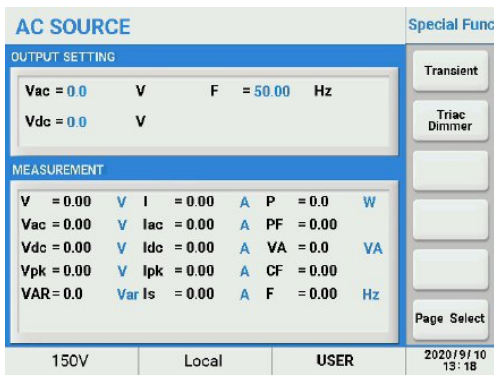 AC SOURCE
Special Func
OUTPUT SETTING
Vac = 0.0 V F = 50.00 Hz
Vdc = 0.0 V
Transient
Triac
Dimmer
MEASUREMENT
V = 0.00 V I = 0.00 A P = 0.0 W
Vac = 0.00 V Iac = 0.00 A PF = 0.00
Vdc = 0.00 V Idc = 0.00 A VA = 0.0 VA
Vpk = 0.00 V Ipk = 0.00 A CF = 0.00
VAR= 0.0 Var Is = 0.00 A F = 0.00 Hz
Page Select
150V Local USER
2020/9/10
13:18